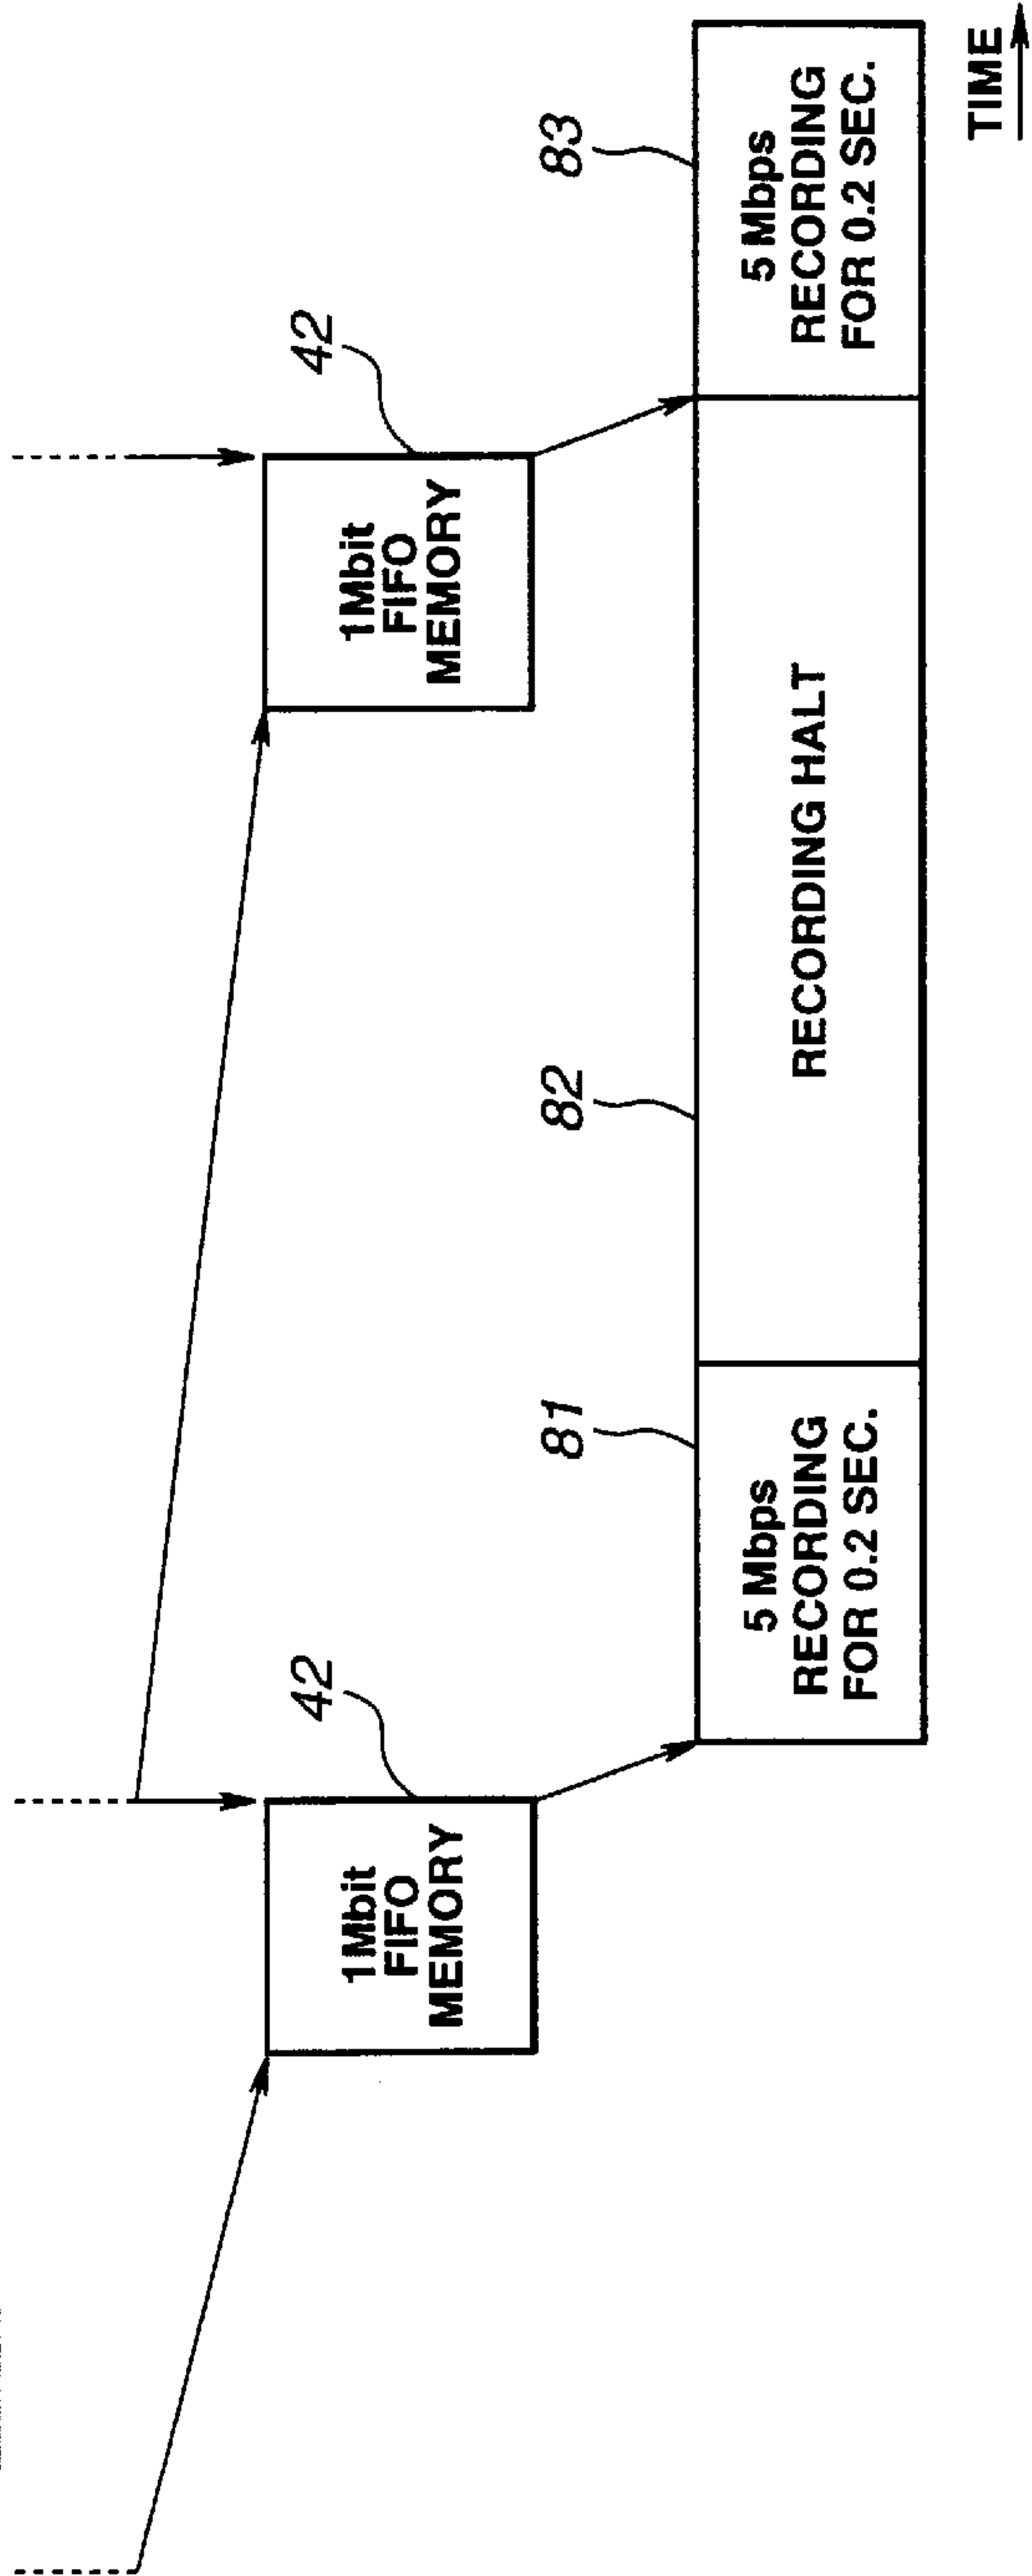 42
42
1Mbit
FIFO
MEMORY
1Mbit
FIFO
MEMORY
81
82
83
5 Mbps
RECORDING
FOR 0.2 SEC.
RECORDING HALT
5 Mbps
RECORDING
FOR 0.2 SEC.
TIME